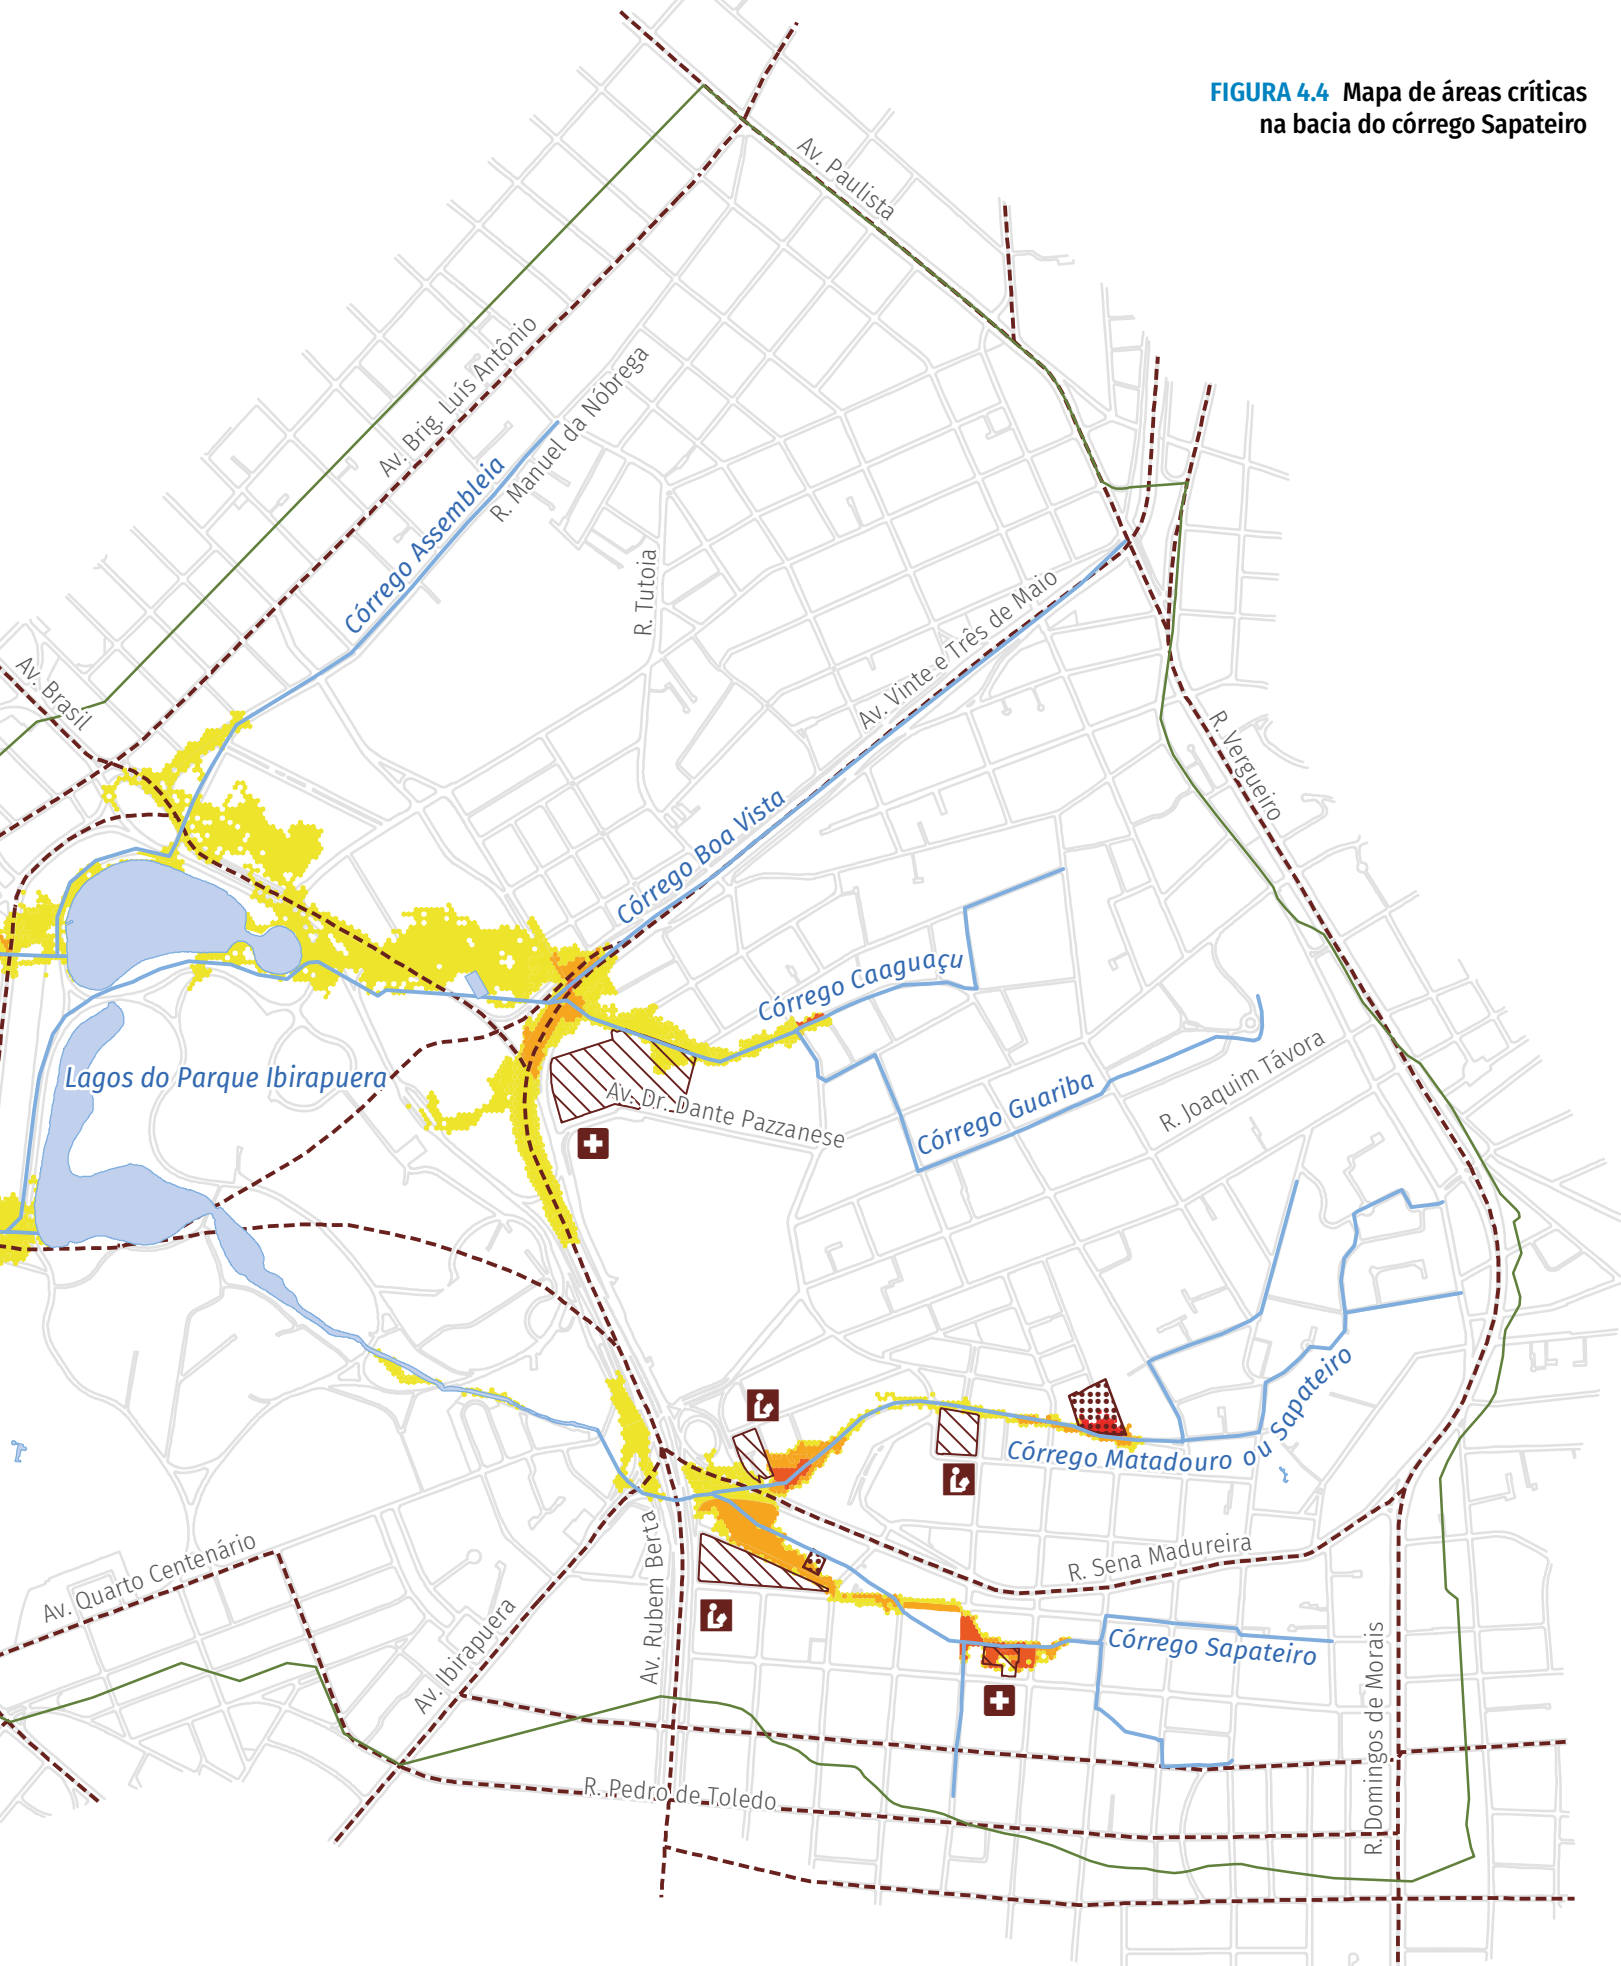 FIGURA 4.4 Mapa de áreas críticas
na bacia do córrego Sapateiro
Av. Paulista
Av. Brig. Luís Antônio
R. Manuel da Nóbrega
Córrego Assembleia
R. Tutoia
Av. Vinte e Três de Maio
Av. Brasil
R. Vergueiro
Córrego Boa Vista
Córrego Caaguaçu
Lagos do Parque Ibirapuera
Av. Dr. Dante Pazzanese
Córrego Guariba
R. Joaquim Távora
Córrego Matadouro ou Sapateiro
Av. Quarto Centenário
Av. Rubem Berta
R. Sena Madureira
Av. Ibirapuera
Córrego Sapateiro
R. Domingos de Morais
R. Pedro de Toledo